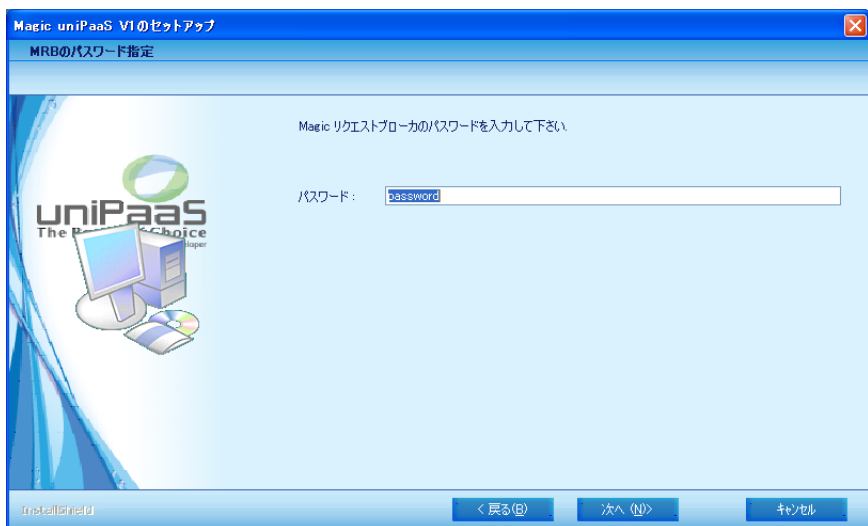 Magic uniPaaS V1のセットアップ
MRBのパスワード指定
Magic リクエストブローカのパスワードを入力して下さい.
パスワード :
password
uniPaaS
The
Choice
InstallShield
< 戻る(B)
次へ (N)>
キャンセル